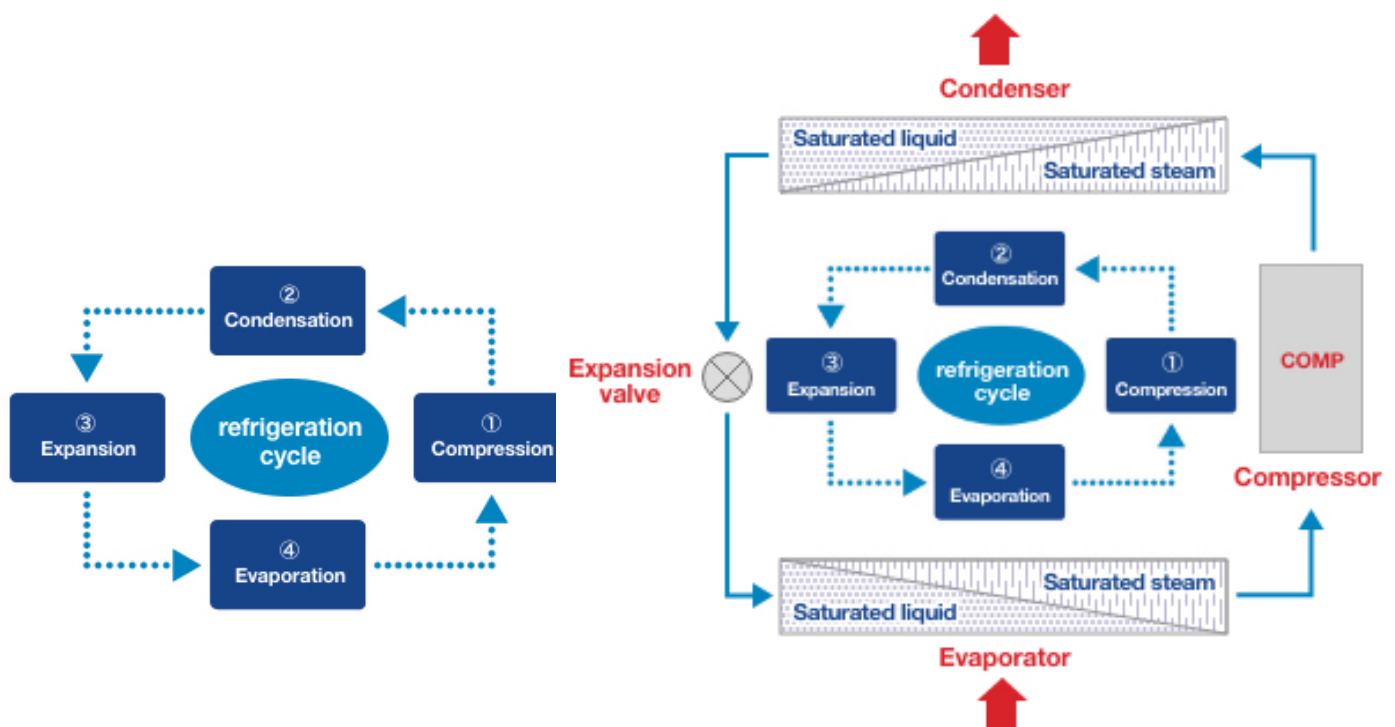 ②
Condensation
③
Expansion
refrigeration
cycle
①
Compression
④
Evaporation
Condenser
Saturated liquid
Saturated steam
②
Condensation
Expansion
valve
③
Expansion
refrigeration
cycle
①
Compression
COMP
Compressor
④
Evaporation
Saturated steam
Saturated liquid
Evaporator